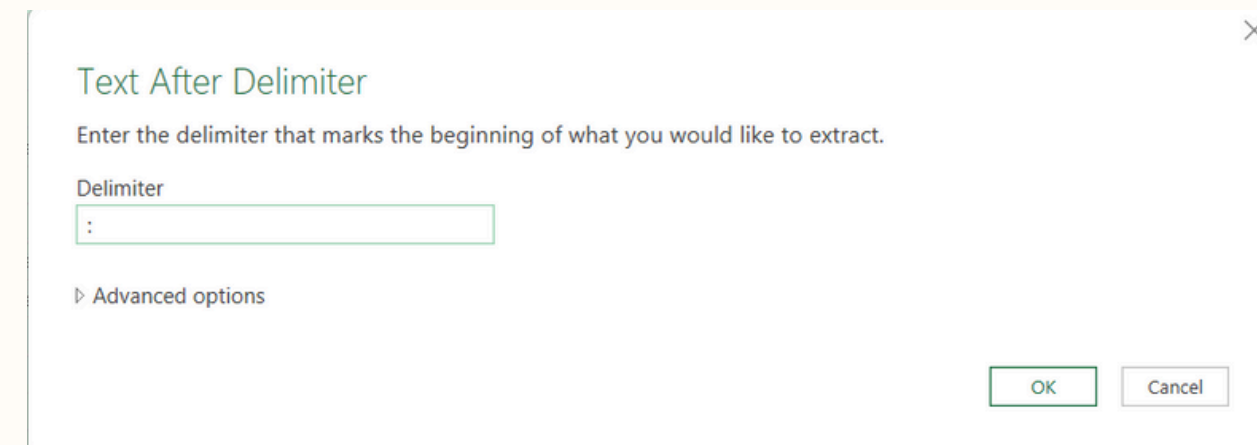 Text After Delimiter
Enter the delimiter that marks the beginning of what you would like to extract.
Delimiter
:
Advanced options
OK Cancel